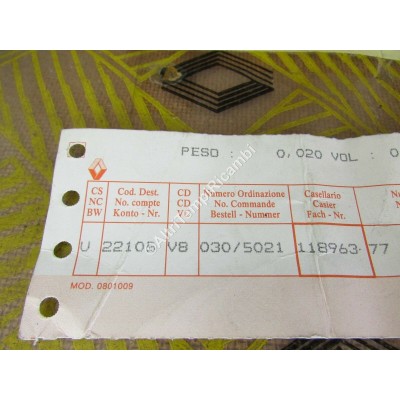 PESO : 0,020 VOL : 0
CS Cod. Dest. CD Numero Ordinazione Casellario
NC No. compte CD No. Commande Casier
BW Konto - Nr. Bestell - Nummer Fach - Nr.
U 22105 V8 030/5021 118963 77
MOD. 0801009